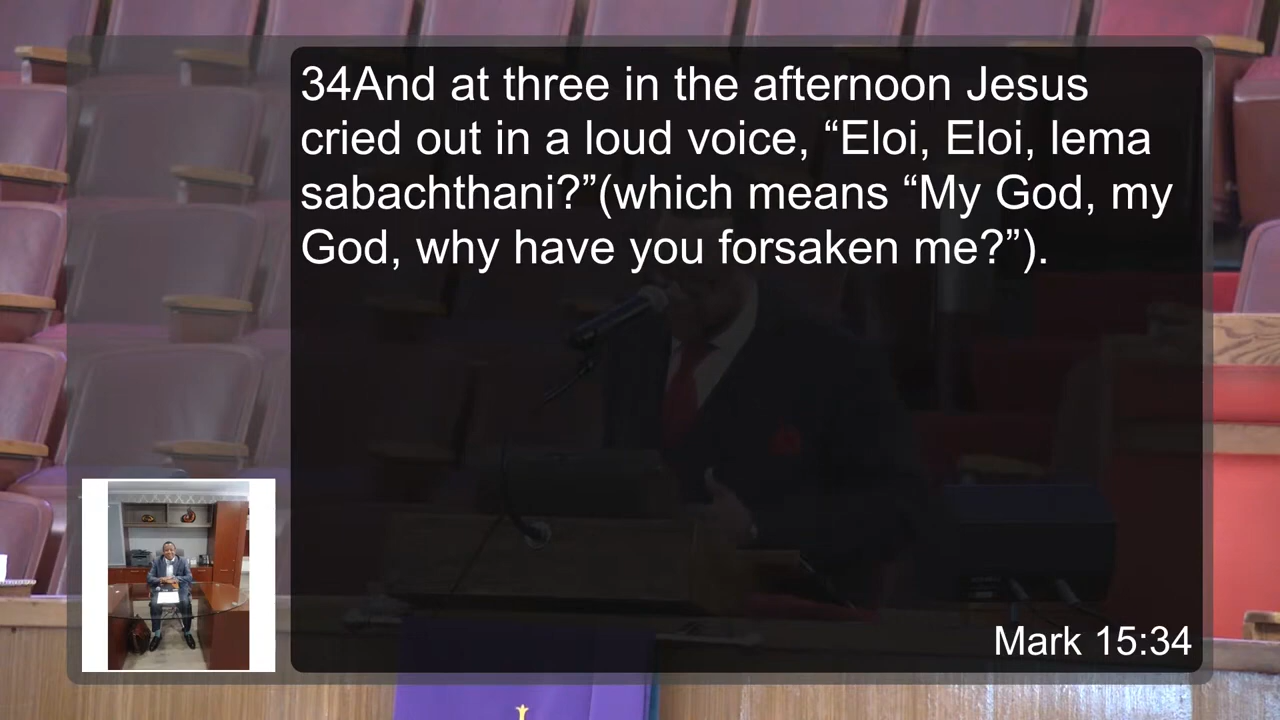 34And at three in the afternoon Jesus
cried out in a loud voice, “Eloi, Eloi, lema
sabachthani?”(which means “My God, my
God, why have you forsaken me?”).
Mark 15:34